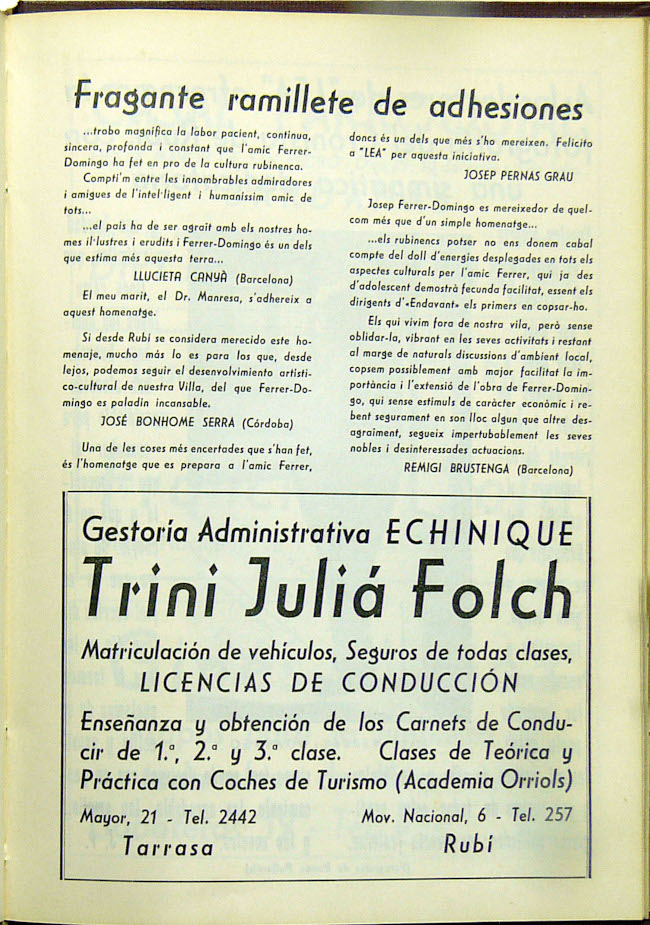 Fragante ramillete de adhesiones
...trobo magnífica la labor pacient, contínua,
sincera, profonda i constant que l'amic Ferrer-
Domingo ha fet en pro de la cultura rubinenca.
Compti'm entre les innombrables admiradores
i amigues de l'intel·ligent i humanissim amic de
tots...
...el país ha de ser agraït amb els nostres ho-
mes il·lustres i erudits i Ferrer-Domingo és un dels
que estima més aquesta terra...
LLUCIETA CANYÀ (Barcelona)
El meu marit, el Dr. Manresa, s'adhereix a
aquest homenatge.
Si desde Rubí se considera merecido este ho-
menaje, mucho más lo es para los que, desde
lejos, podemos seguir el desenvolvimiento artísti-
co-cultural de nuestra Villa, del que Ferrer-Do-
mingo es paladín incansable.
JOSÉ BONHOME SERRA (Córdoba)
Una de les coses més encertades que s'han fet,
és l'homenatge que es prepara a l'amic Ferrer,
doncs és un dels que més s'ho mereixen. Felicito
a "LEA" per aquesta iniciativa.
JOSEP PERNAS GRAU
Josep Ferrer-Domingo es mereixedor de quel-
com més que d'un simple homenatge...
...els rubinencs potser no ens donem cabal
compte del doll d'energíes desplegades en tots els
aspectes culturals per l'amic Ferrer, qui ja des
d'adolescent demostrà fecunda facilitat, essent els
dirigents d'«Endavant» els primers en copsar-ho.
Els qui vivim fora de nostra vila, però sense
oblidar-la, vibrant en les seves activitats i restant
al marge de naturals discussions d'ambient local,
copsem possiblement amb major facilitat la im-
portància i l'extensió de l'obra de Ferrer-Domin-
go, qui sense estimuls de caràcter econòmic i re-
bent segurament en son lloc algun que altre des-
agraïment, segueix impertubablement les seves
nobles i desinteressades actuacions.
REMIGI BRUSTENGA (Barcelona)
Gestoría Administrativa ECHINIQUE
Trini Juliá Folch
Matriculación de vehículos, Seguros de todas clases,
LICENCIAS DE CONDUCCIÓN
Enseñanza y obtención de los Carnets de Condu-
cir de 1.ª, 2.ª y 3.ª clase. Clases de Teórica y
Práctica con Coches de Turismo (Academia Orriols)
Mayor, 21 - Tel. 2442
Tarrasa
Mov. Nacional, 6 - Tel. 257
Rubí